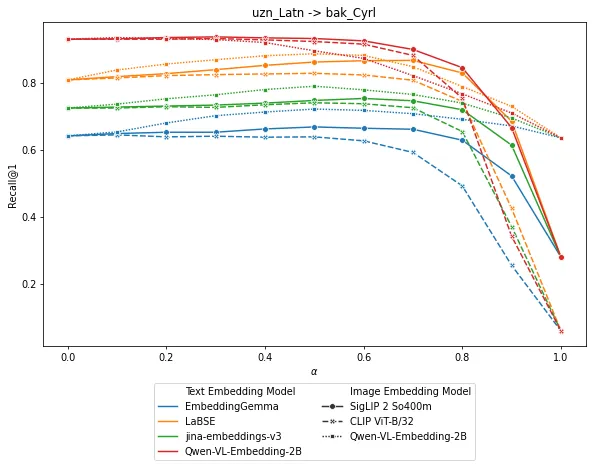 uzn_Latn -> bak_Cyrl
Recall@1
0.8
0.6
0.4
0.2
0.0 0.2 0.4 0.6 0.8 1.0
α
Text Embedding Model Image Embedding Model
EmbeddingGemma SigLIP 2 So400m
LaBSE CLIP ViT-B/32
jina-embeddings-v3 Qwen-VL-Embedding-2B
Qwen-VL-Embedding-2B